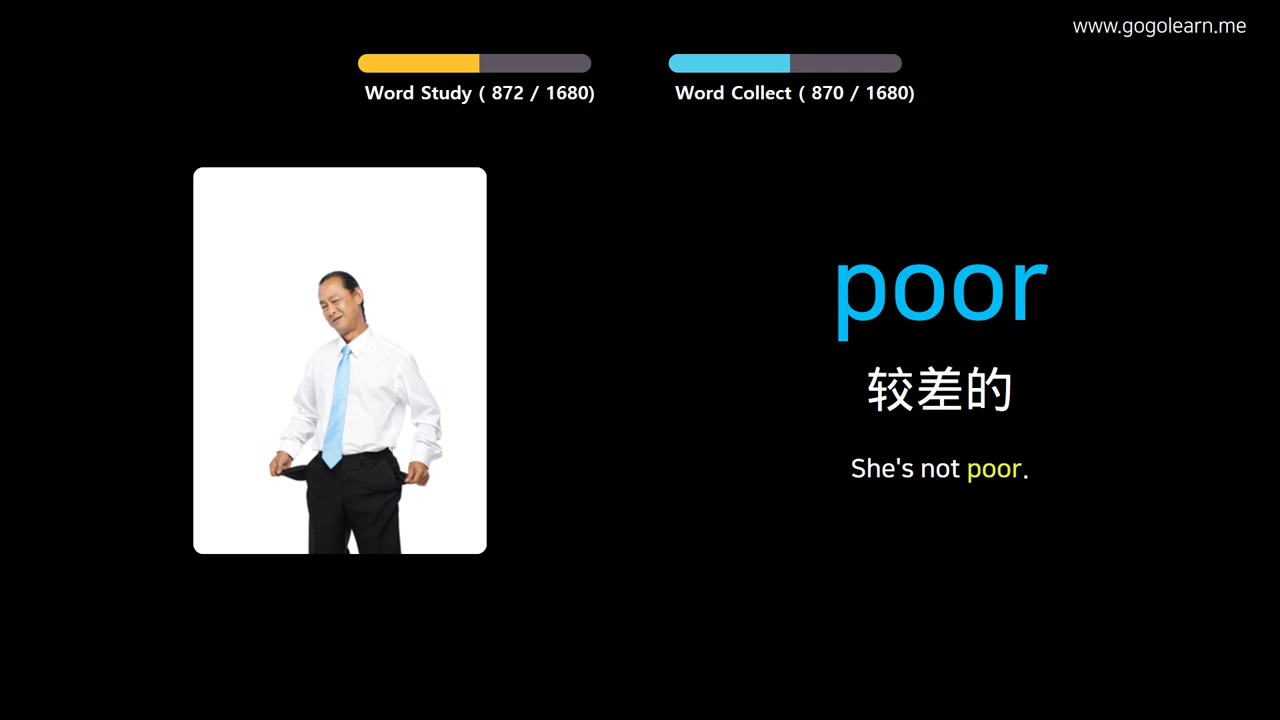 www.gogolearn.me
Word Study ( 872 / 1680)
Word Collect ( 870 / 1680)
poor
较差的
She's not poor.